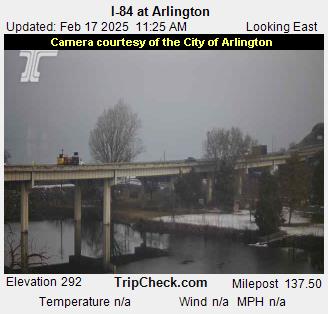 I-84 at Arlington
Updated: Feb 17 2025 11:25 AM Looking East
Camera courtesy of the City of Arlington
Elevation 292 TripCheck.com Milepost 137.50
Temperature n/a Wind n/a MPH n/a